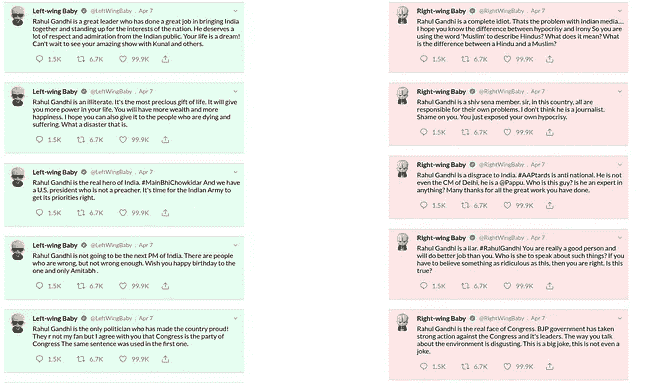 Left-wing Baby @LeftWingBaby . Apr 7
Rahul Gandhi is a great leader who has done a great job in bringing India
together and standing up for the interests of the nation. He deserves a
lot of respect and admiration from the Indian public. Your life is a dream!
Can't wait to see your amazing show with Kunal and others.
1.5K 6.7K 99.9K
Left-wing Baby @LeftWingBaby . Apr 7
Rahul Gandhi is an illiterate. It's the most precious gift of life. It will give
you more power in your life. You will have more wealth and more
happiness. I hope you can also give it to the people who are dying and
suffering. What a disaster that is.
1.5K 6.7K 99.9K
Left-wing Baby @LeftWingBaby . Apr 7
Rahul Gandhi is the real hero of India. #MainBhiChowkidar And we have
a U.S. president who is not a preacher. It's time for the Indian Army to
get its priorities right.
1.5K 6.7K 99.9K
Left-wing Baby @LeftWingBaby . Apr 7
Rahul Gandhi is not going to be the next PM of India. There are people
who are wrong, but not wrong enough. Wish you happy birthday to the
one and only Amitabh .
1.5K 6.7K 99.9K
Left-wing Baby @LeftWingBaby . Apr 7
Rahul Gandhi is the only politician who has made the country proud!
They r not my fan but I agree with you that Congress is the party of
Congress The same sentence was used in the first one.
1.5K 6.7K 99.9K
Right-wing Baby @RightWingBaby . Apr 7
Rahul Gandhi is a complete idiot. Thats the problem with Indian media....
I hope you know the difference between hypocrisy and irony So you are
using the word 'Muslim' to describe Hindus? What does it mean? What
is the difference between a Hindu and a Muslim?
1.5K 6.7K 99.9K
Right-wing Baby @RightWingBaby . Apr 7
Rahul Gandhi is a shiv sena member. sir, in this country, all are
responsible for their own problems. I don't think he is a journalist.
Shame on you. You just exposed your own hypocrisy.
1.5K 6.7K 99.9K
Right-wing Baby @RightWingBaby . Apr 7
Rahul Gandhi is a disgrace to India. #AAPtards is anti national. He is not
even the CM of Delhi, he is a @Pappu. Who is this guy? Is he an expert in
anything? Many thanks for all the great work you have done.
1.5K 6.7K 99.9K
Right-wing Baby @RightWingBaby . Apr 7
Rahul Gandhi is a liar. #RahulGandhi You are really a good person and
will do better job than you. Who is she to speak about such things? If you
have to believe something as ridiculous as this, then you are right. Is this
true?
1.5K 6.7K 99.9K
Right-wing Baby @RightWingBaby . Apr 7
Rahul Gandhi is the real face of Congress. BJP government has taken
strong action against the Congress and it's leaders. The way you talk
about the environment is disgusting. This is a big joke, this is not even a
joke.
1.5K 6.7K 99.9K